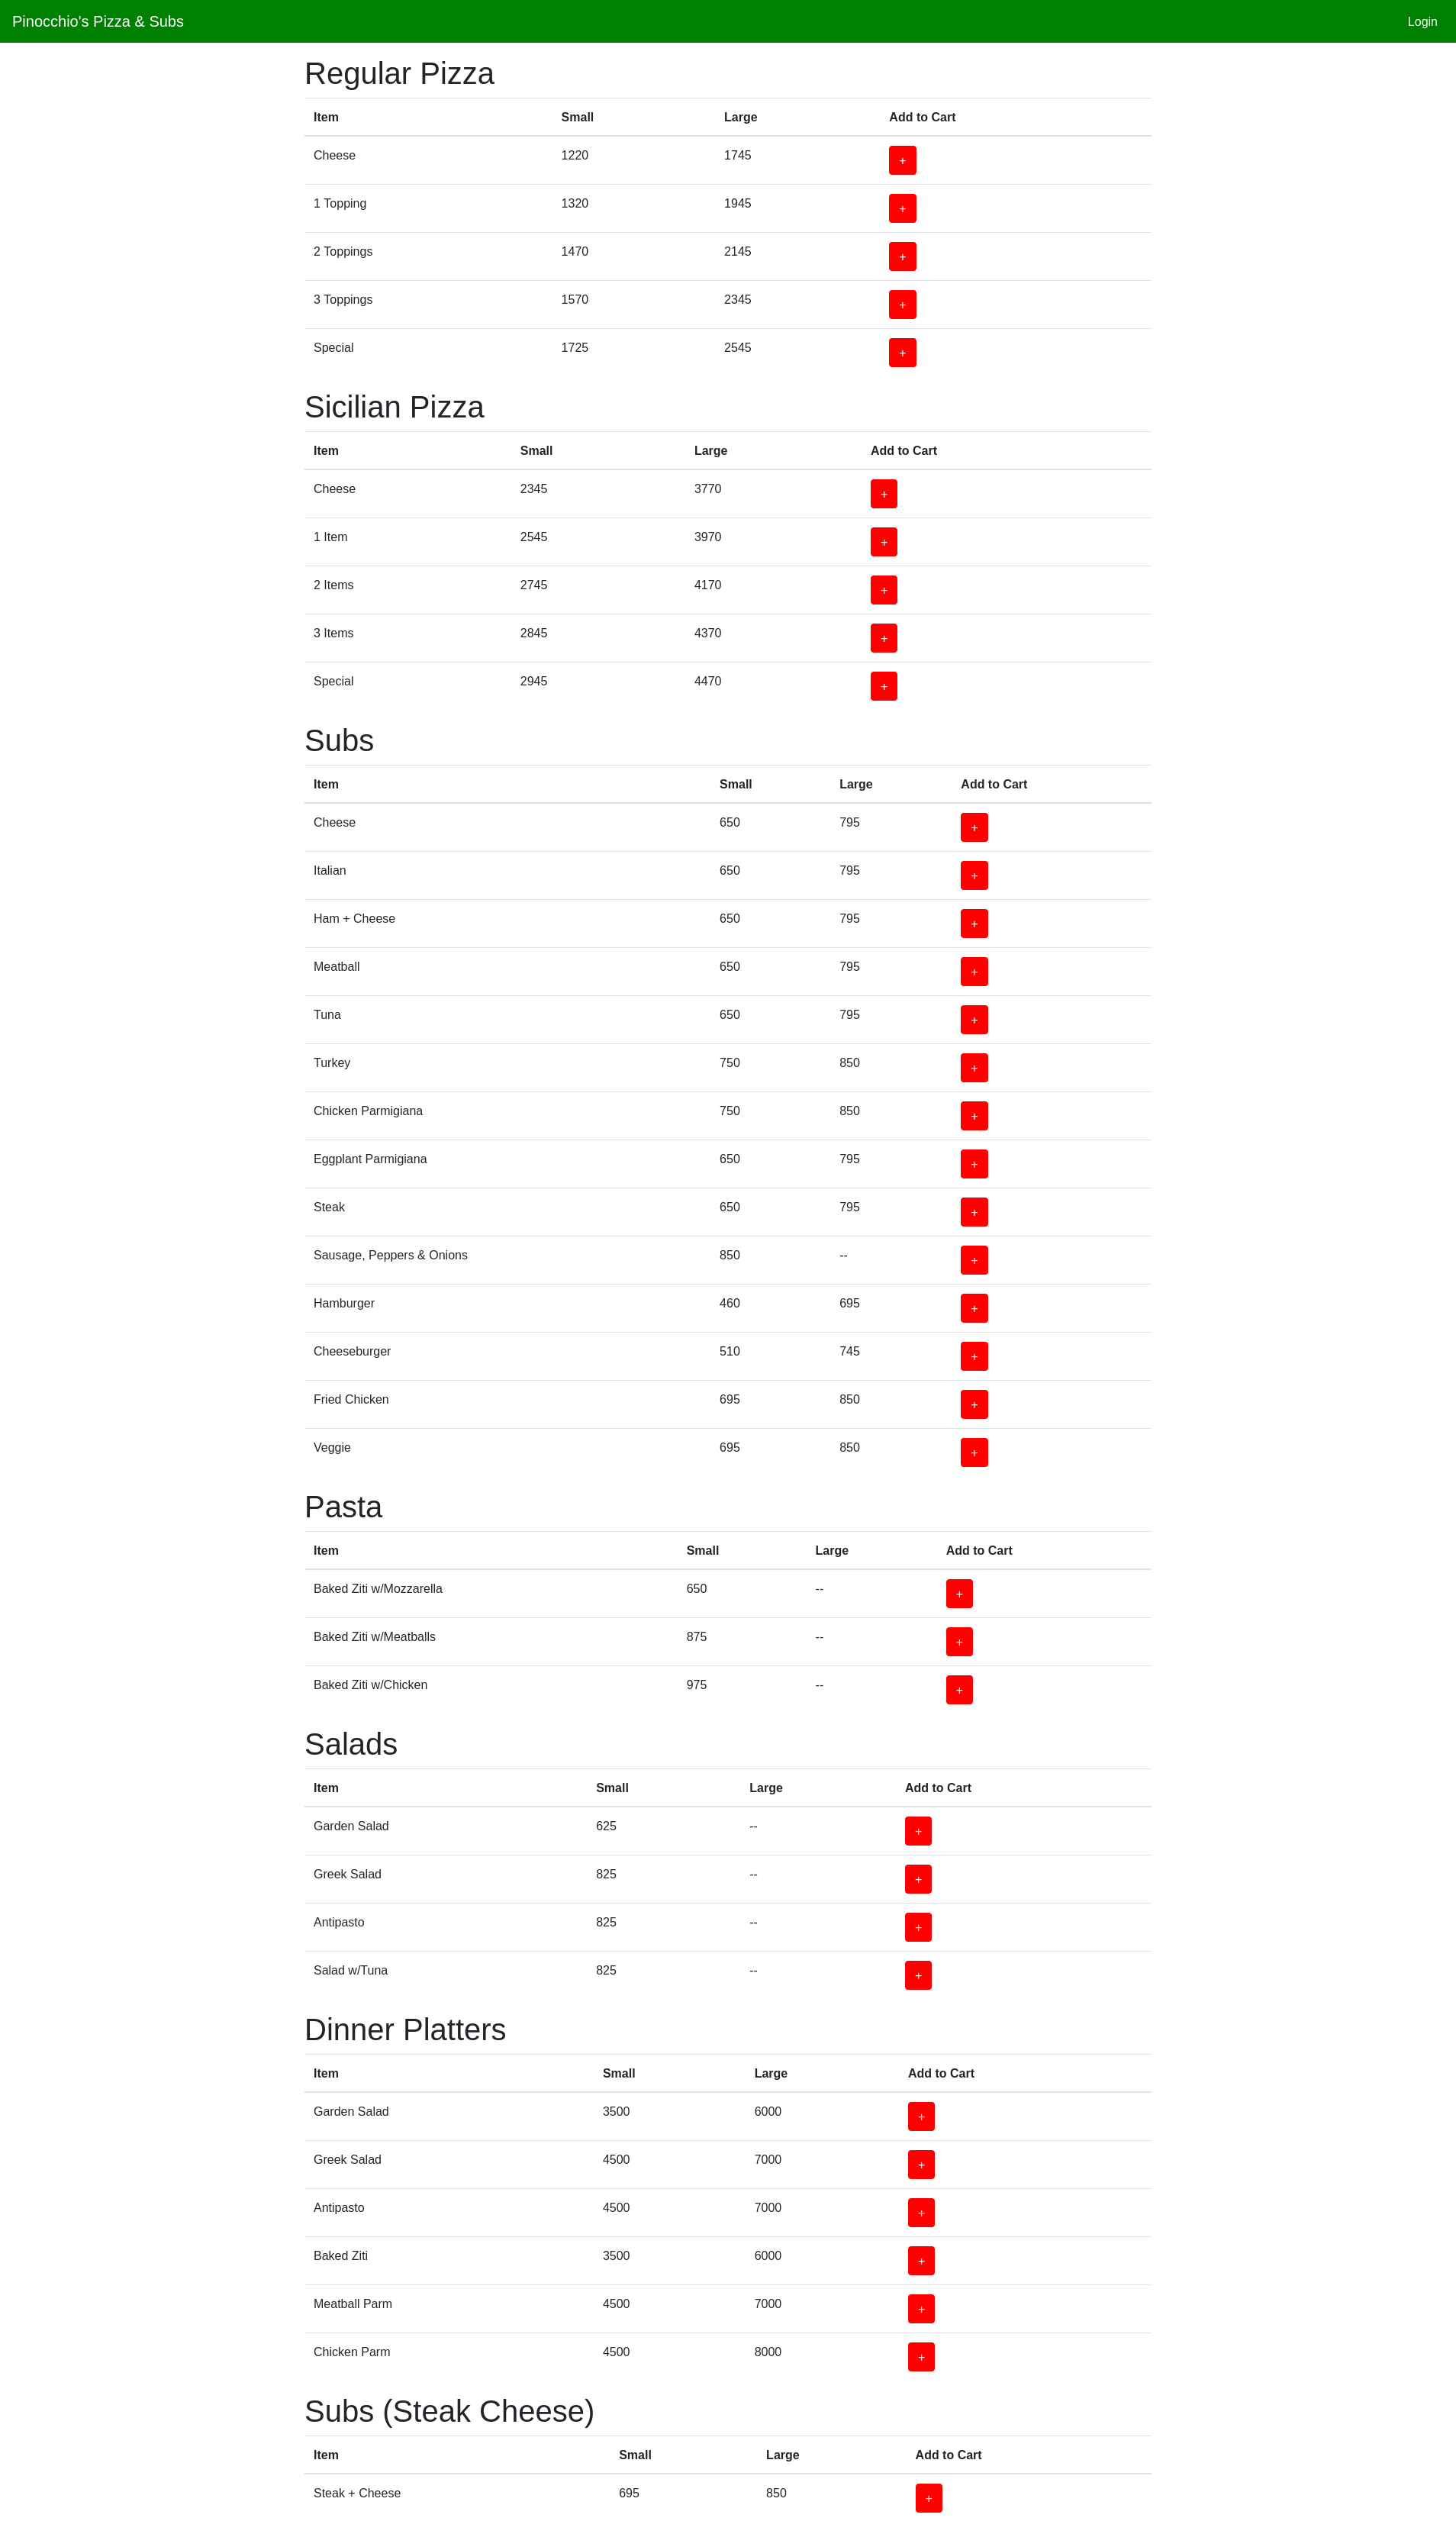 Pinocchio's Pizza & Subs Login
Regular Pizza
Item Small Large Add to Cart
Cheese 1220 1745 +
1 Topping 1320 1945 +
2 Toppings 1470 2145 +
3 Toppings 1570 2345 +
Special 1725 2545 +
Sicilian Pizza
Item Small Large Add to Cart
Cheese 2345 3770 +
1 Item 2545 3970 +
2 Items 2745 4170 +
3 Items 2845 4370 +
Special 2945 4470 +
Subs
Item Small Large Add to Cart
Cheese 650 795 +
Italian 650 795 +
Ham + Cheese 650 795 +
Meatball 650 795 +
Tuna 650 795 +
Turkey 750 850 +
Chicken Parmigiana 750 850 +
Eggplant Parmigiana 650 795 +
Steak 650 795 +
Sausage, Peppers & Onions 850 -- +
Hamburger 460 695 +
Cheeseburger 510 745 +
Fried Chicken 695 850 +
Veggie 695 850 +
Pasta
Item Small Large Add to Cart
Baked Ziti w/Mozzarella 650 -- +
Baked Ziti w/Meatballs 875 -- +
Baked Ziti w/Chicken 975 -- +
Salads
Item Small Large Add to Cart
Garden Salad 625 -- +
Greek Salad 825 -- +
Antipasto 825 -- +
Salad w/Tuna 825 -- +
Dinner Platters
Item Small Large Add to Cart
Garden Salad 3500 6000 +
Greek Salad 4500 7000 +
Antipasto 4500 7000 +
Baked Ziti 3500 6000 +
Meatball Parm 4500 7000 +
Chicken Parm 4500 8000 +
Subs (Steak Cheese)
Item Small Large Add to Cart
Steak + Cheese 695 850 +